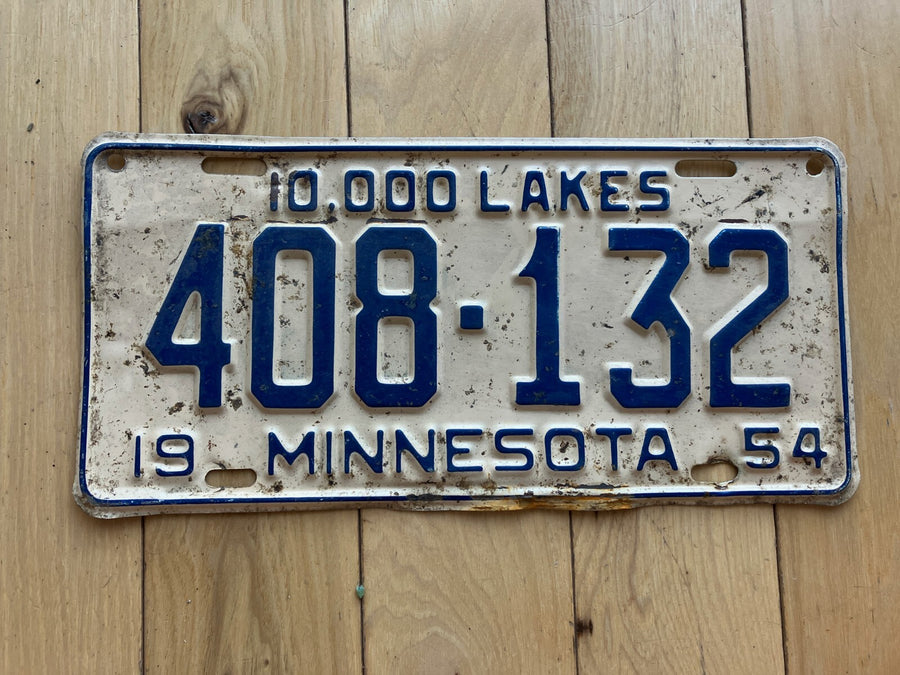 10,000 LAKES
408·132
19 MINNESOTA 54